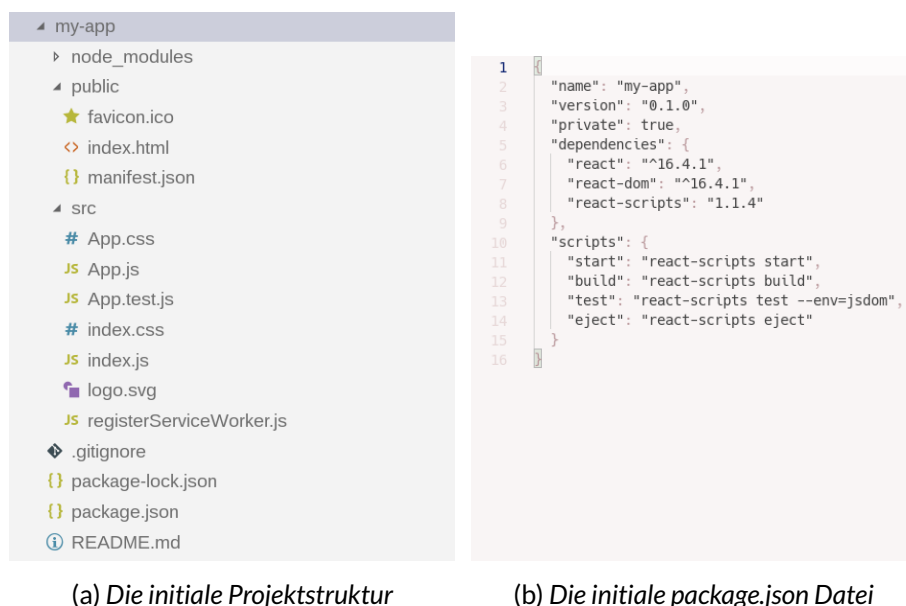 my-app
node_modules
public
favicon.ico
<> index.html
{} manifest.json
src
# App.css
JS App.js
JS App.test.js
# index.css
JS index.js
logo.svg
JS registerServiceWorker.js
.gitignore
{} package-lock.json
{} package.json
README.md
(a) Die initiale Projektstruktur
1 {
2 "name": "my-app",
3 "version": "0.1.0",
4 "private": true,
5 "dependencies": {
6 "react": "^16.4.1",
7 "react-dom": "^16.4.1",
8 "react-scripts": "1.1.4"
9 },
10 "scripts": {
11 "start": "react-scripts start",
12 "build": "react-scripts build",
13 "test": "react-scripts test --env=jsdom",
14 "eject": "react-scripts eject"
15 }
16 }
(b) Die initiale package.json Datei